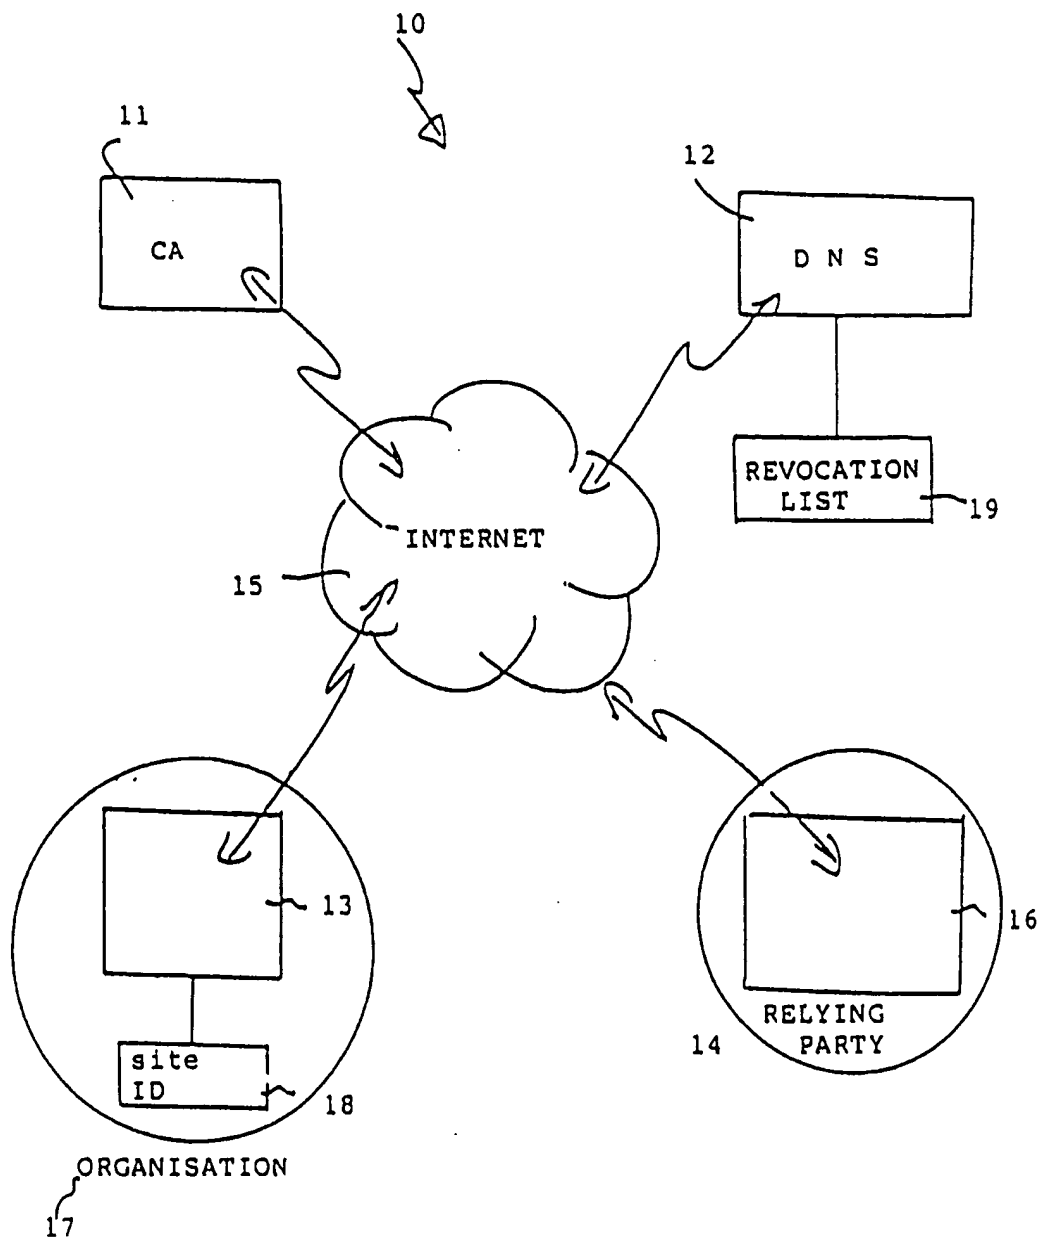 10
11
12
CA
D N S
REVOCATION
LIST
19
INTERNET
15
13
16
RELYING
PARTY
14
site
ID
18
ORGANISATION
17